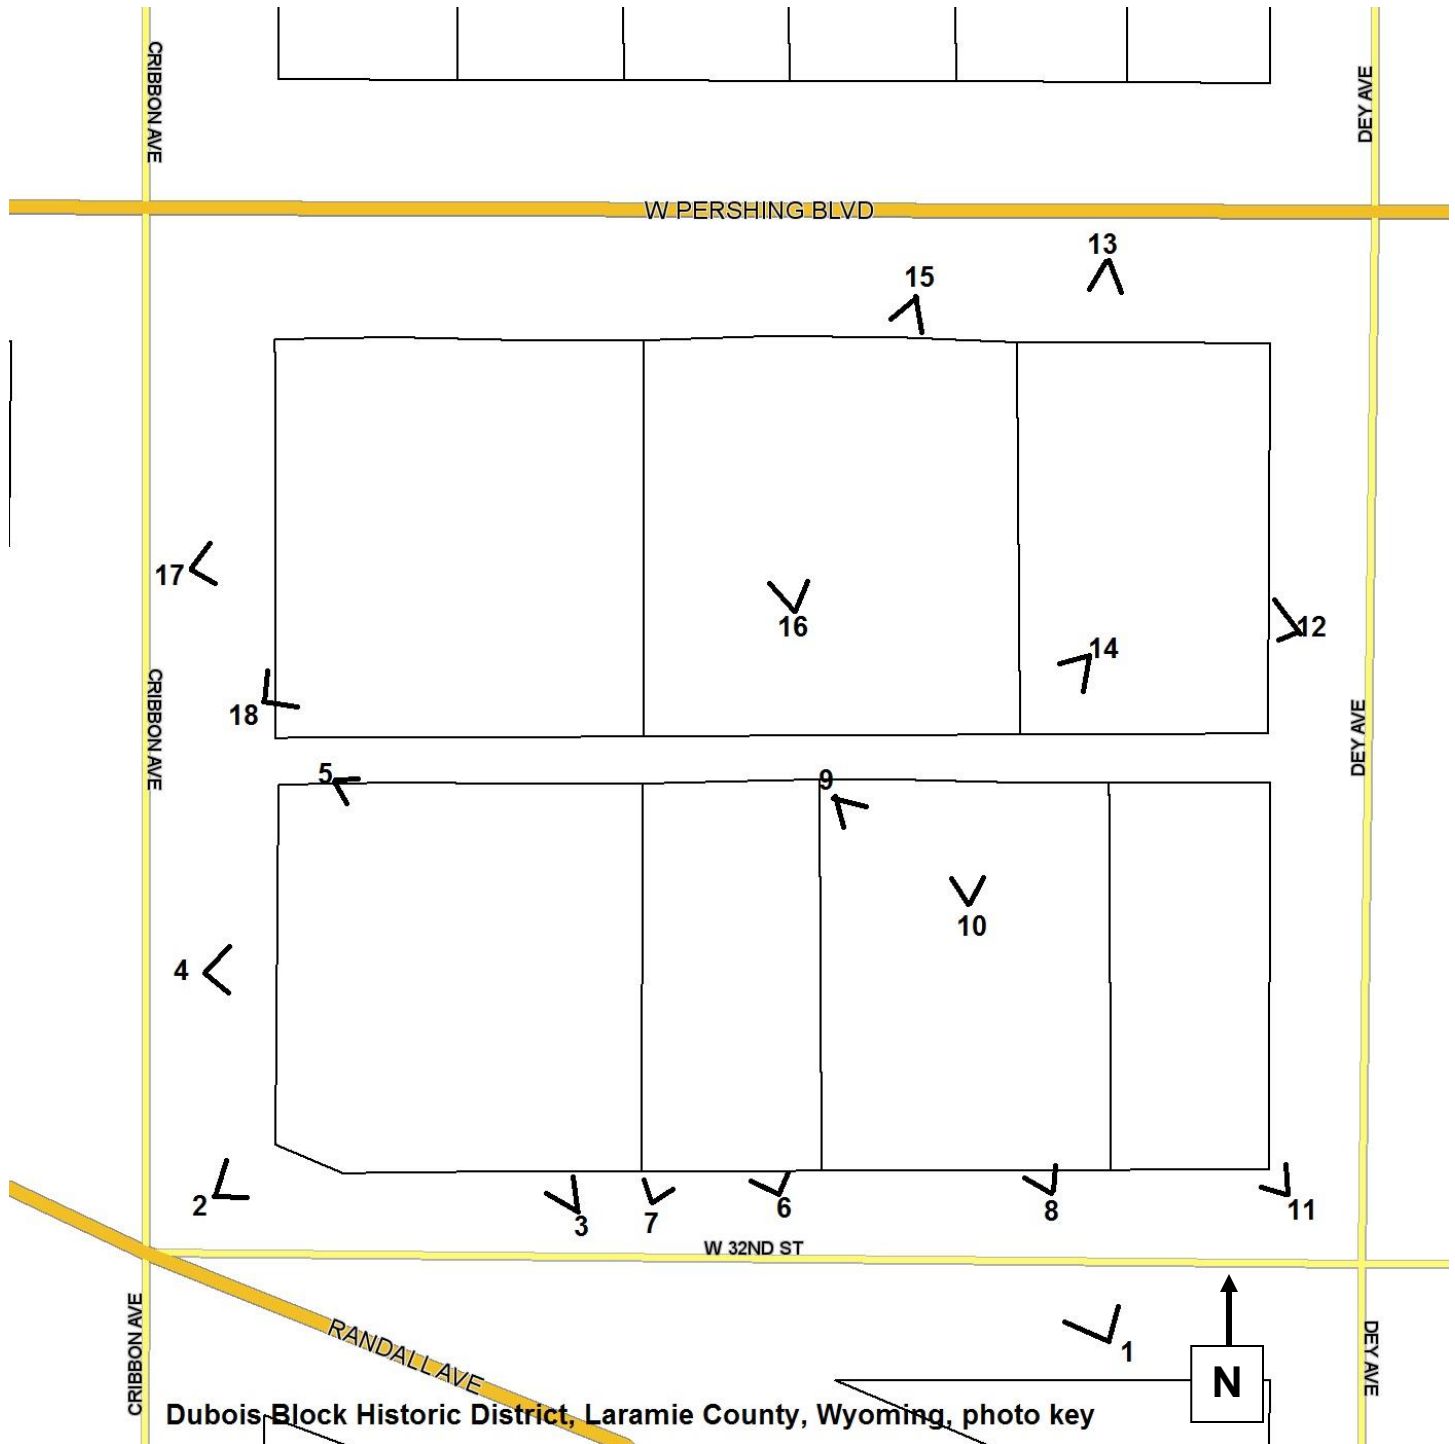 CRIBBON AVE
DEY AVE
W PERSHING BLVD
13
15
17
16
12
14
18
CRIBBON AVE
DEY AVE
5
9
10
4
2
3
7
6
8
11
W 32ND ST
CRIBBON AVE
RANDALL AVE
1
DEY AVE
N
Dubois Block Historic District, Laramie County, Wyoming, photo key